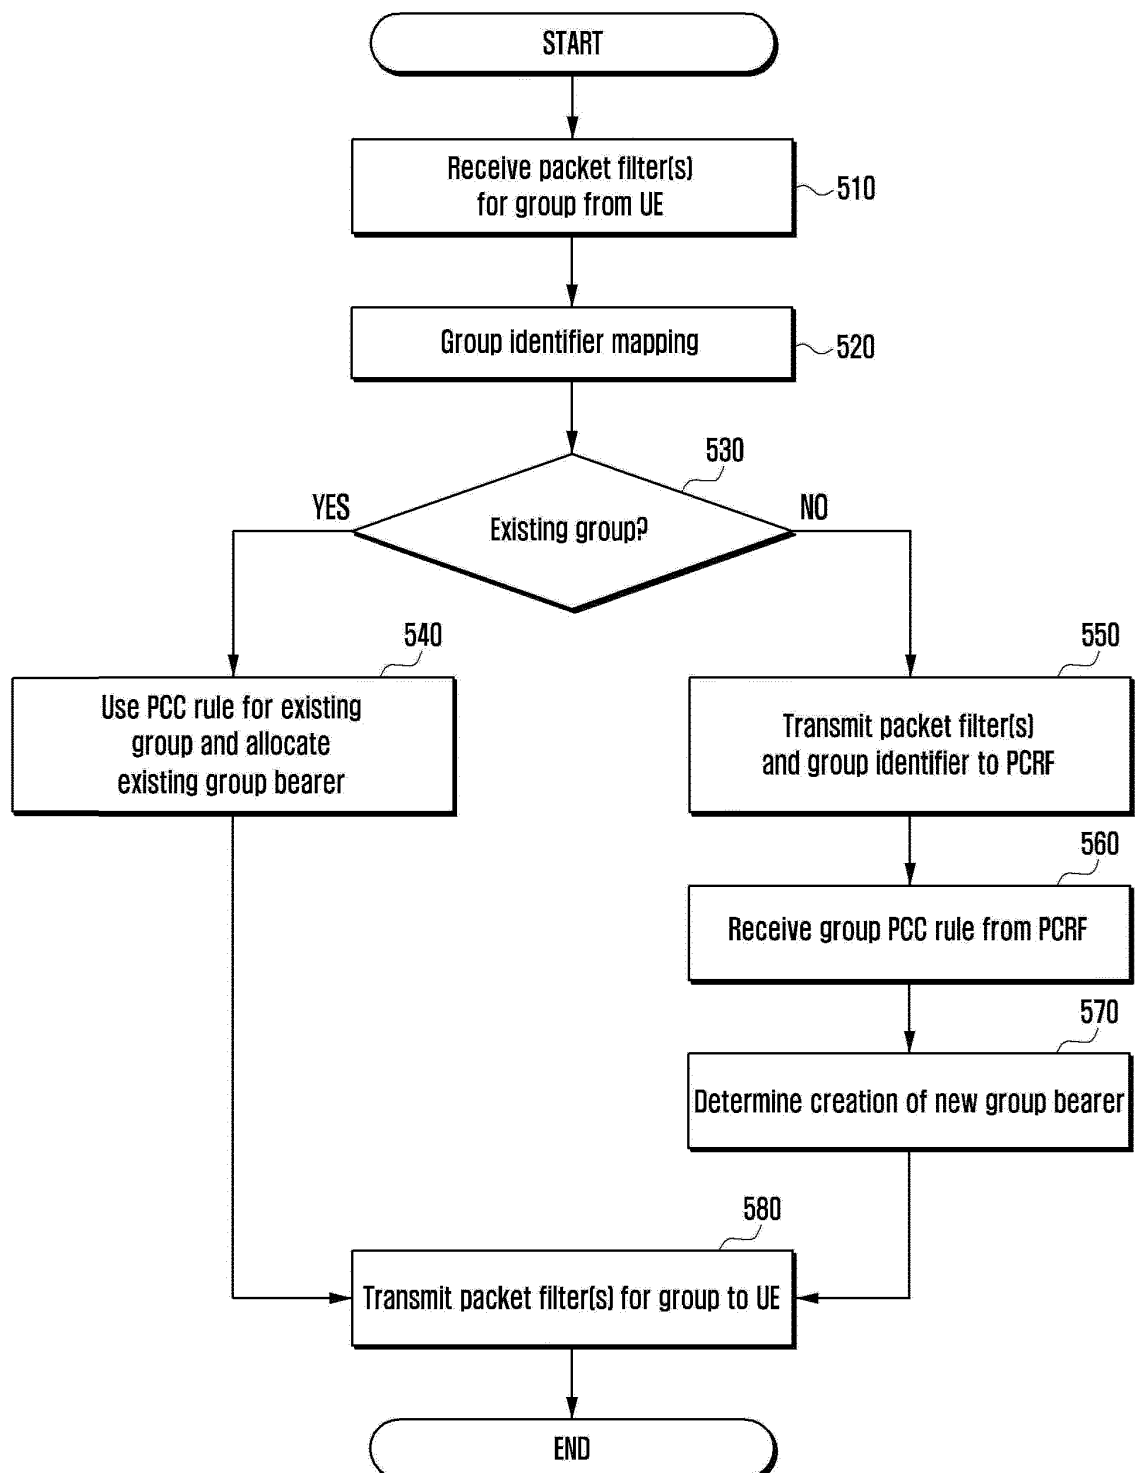 START
Receive packet filter(s)
for group from UE
510
Group identifier mapping
520
530
YES
NO
Existing group?
540
Use PCC rule for existing
group and allocate
existing group bearer
550
Transmit packet filter(s)
and group identifier to PCRF
560
Receive group PCC rule from PCRF
570
Determine creation of new group bearer
580
Transmit packet filter(s) for group to UE
END